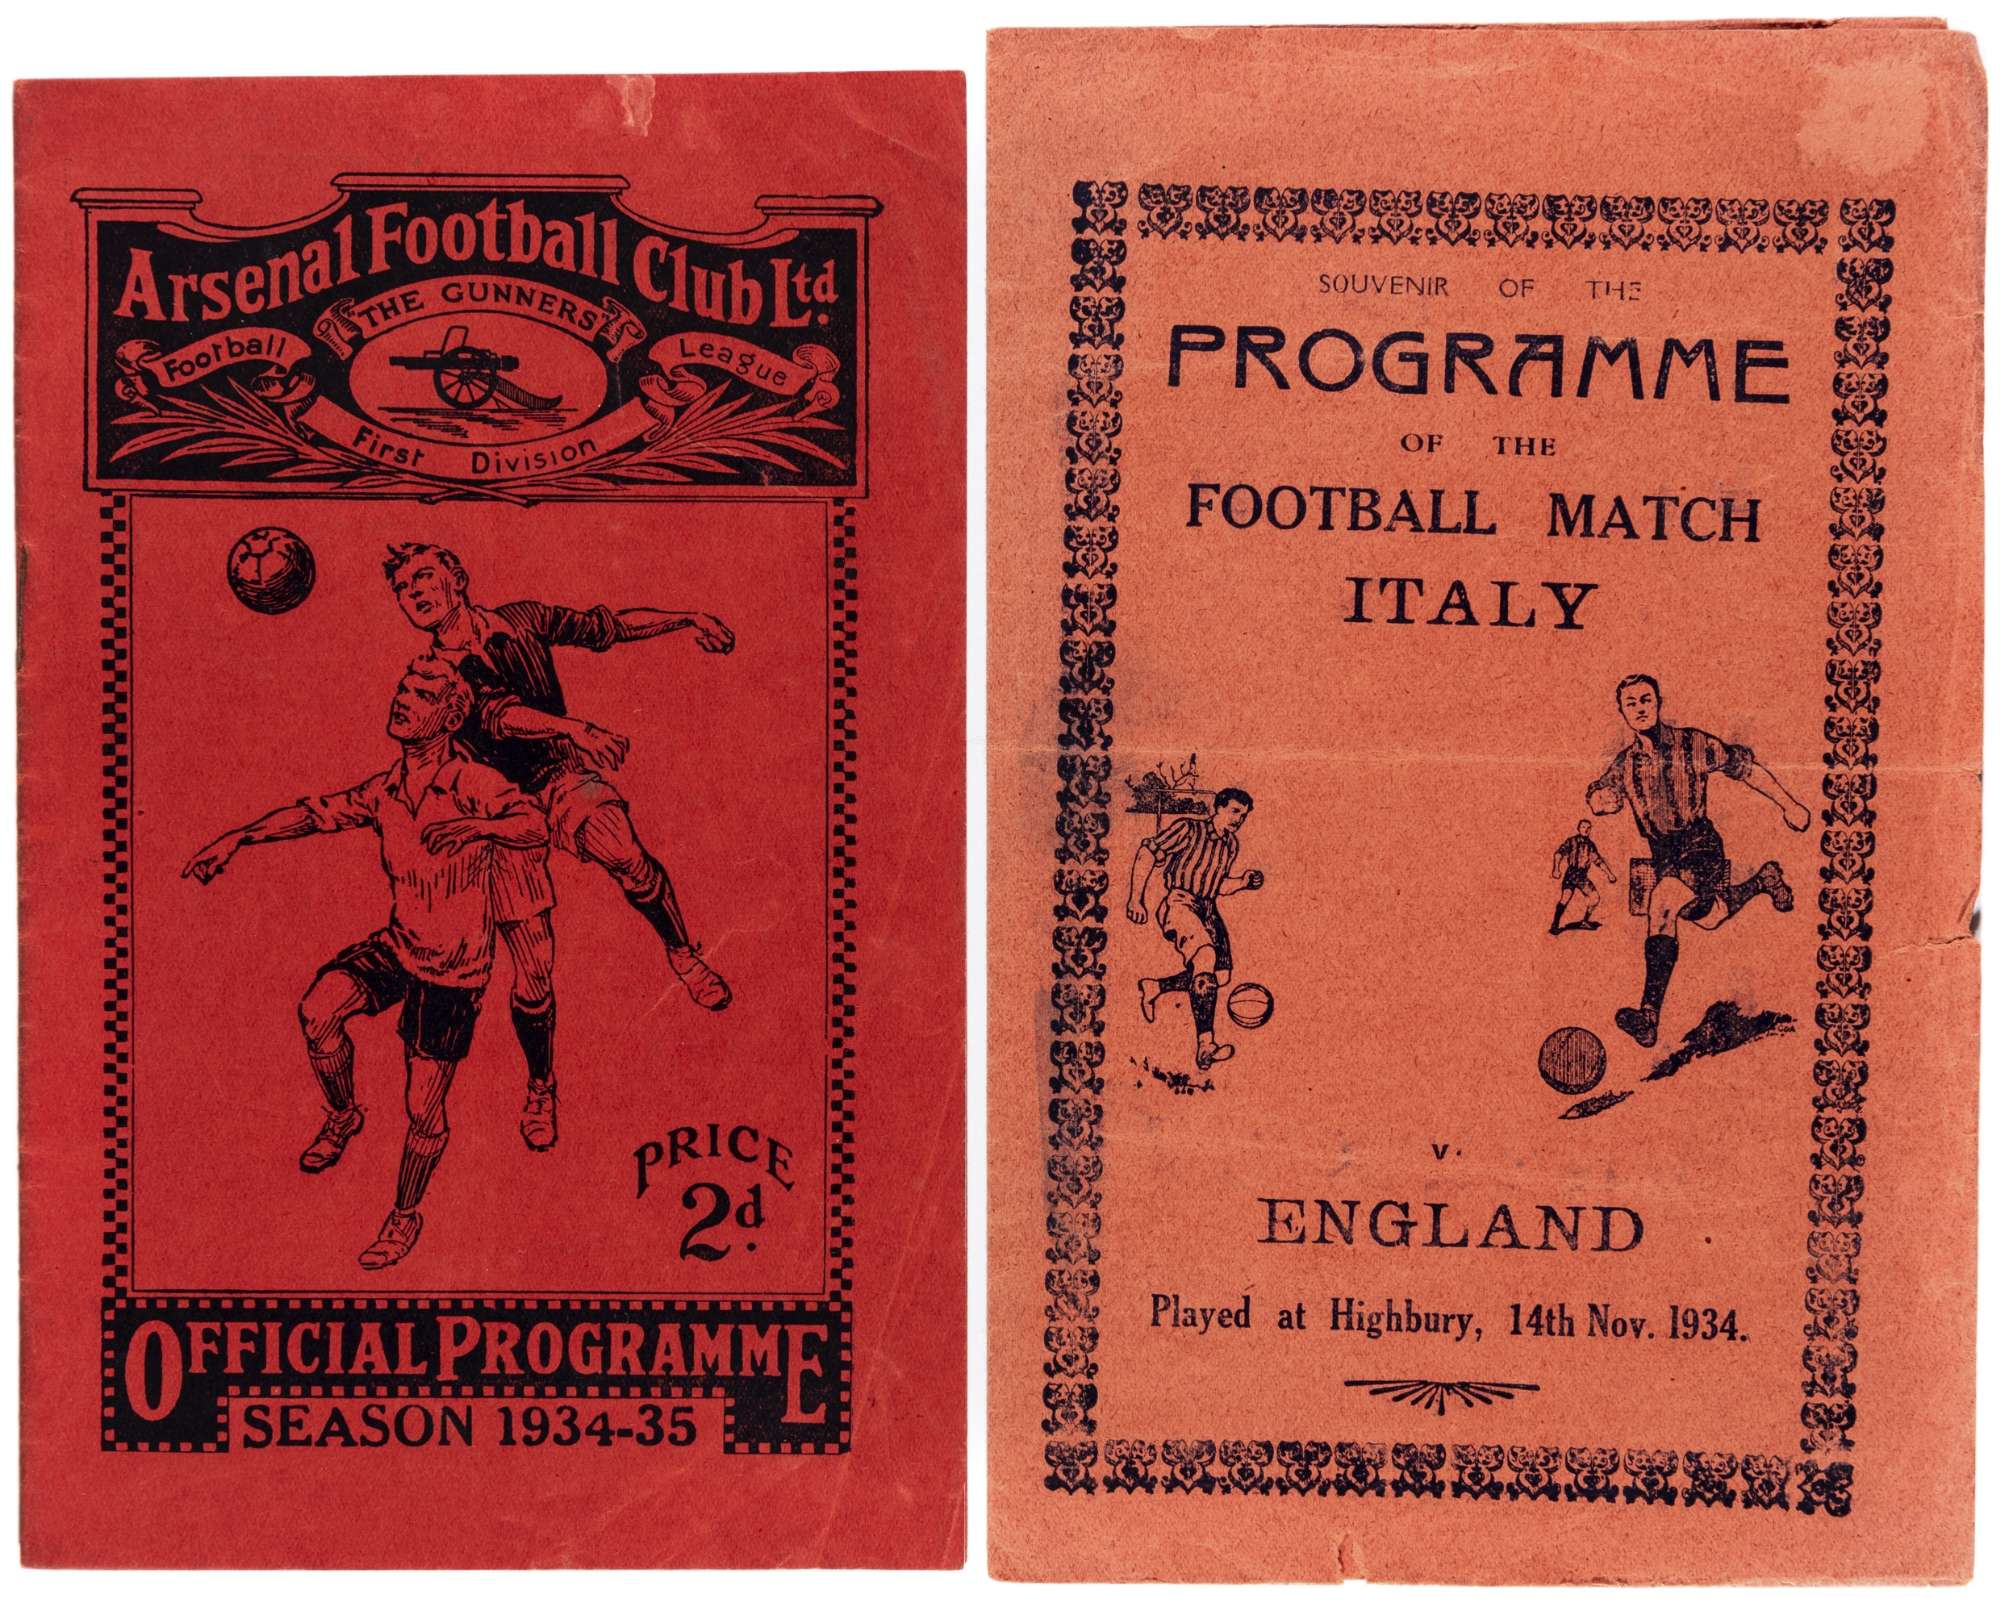 Arsenal Football Club Ltd.
THE GUNNERS
Football League
First Division
PRICE
2d.
OFFICIAL PROGRAMME
SEASON 1934-35
SOUVENIR OF THE
PROGRAMME
OF THE
FOOTBALL MATCH
ITALY
v.
ENGLAND
Played at Highbury, 14th Nov. 1934.